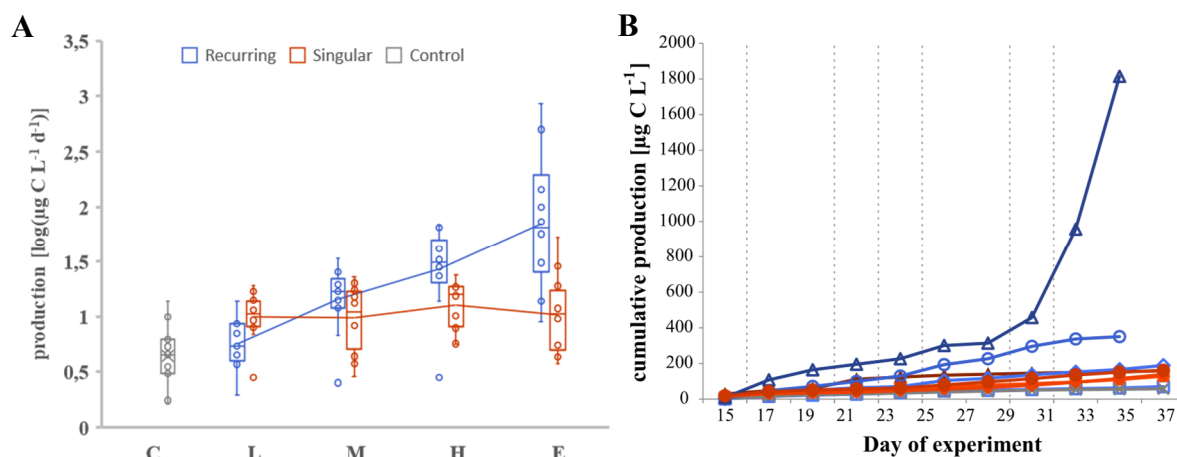 A
3,5
3
2,5
2
1,5
1
0,5
0
production [log(µg C L⁻¹ d⁻¹)]
Recurring Singular Control
C L M H E
B
2000
1800
1600
1400
1200
1000
800
600
400
200
0
cumulative production [µg C L⁻¹]
15 17 19 21 23 25 27 29 31 33 35 37
Day of experiment